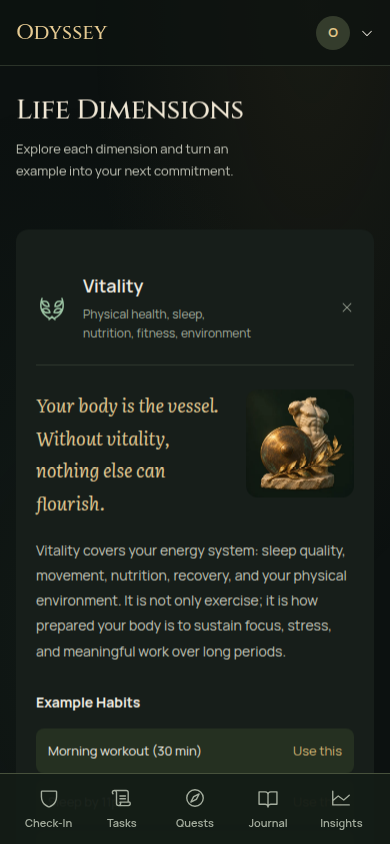 Odyssey
O
Life Dimensions
Explore each dimension and turn an
example into your next commitment.
Vitality
Physical health, sleep,
nutrition, fitness, environment
Your body is the vessel.
Without vitality,
nothing else can
flourish.
Vitality covers your energy system: sleep quality,
movement, nutrition, recovery, and your physical
environment. It is not only exercise; it is how
prepared your body is to sustain focus, stress,
and meaningful work over long periods.
Example Habits
Morning workout (30 min) Use this
Check-In Tasks Quests Journal Insights